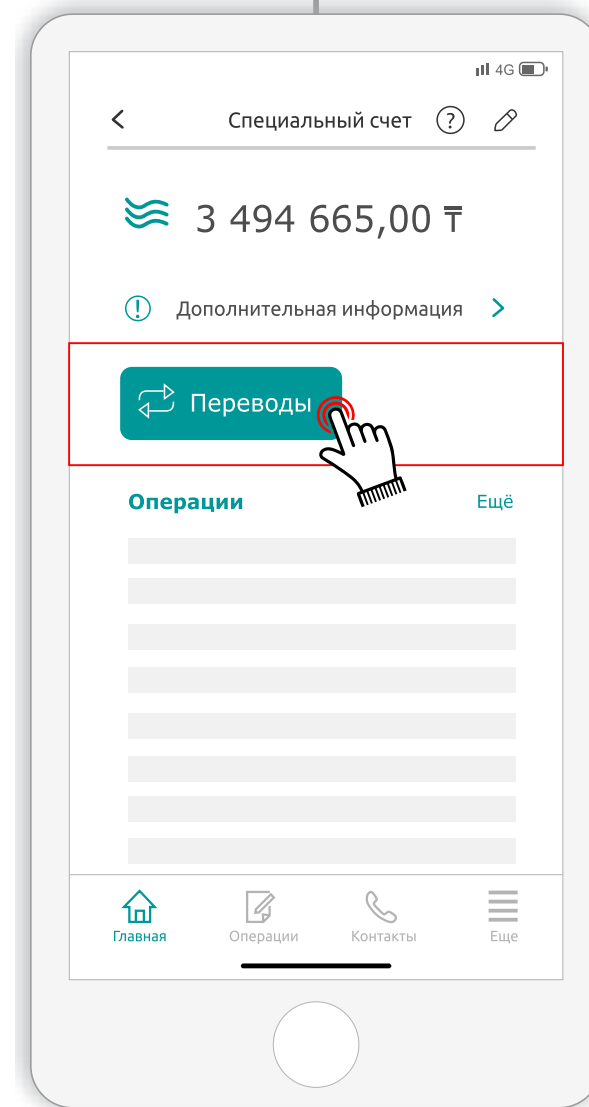 4G
Специальный счет ?
3 494 665,00 ₸
! Дополнительная информация
Переводы
Операции Ещё
Главная Операции Контакты Еще